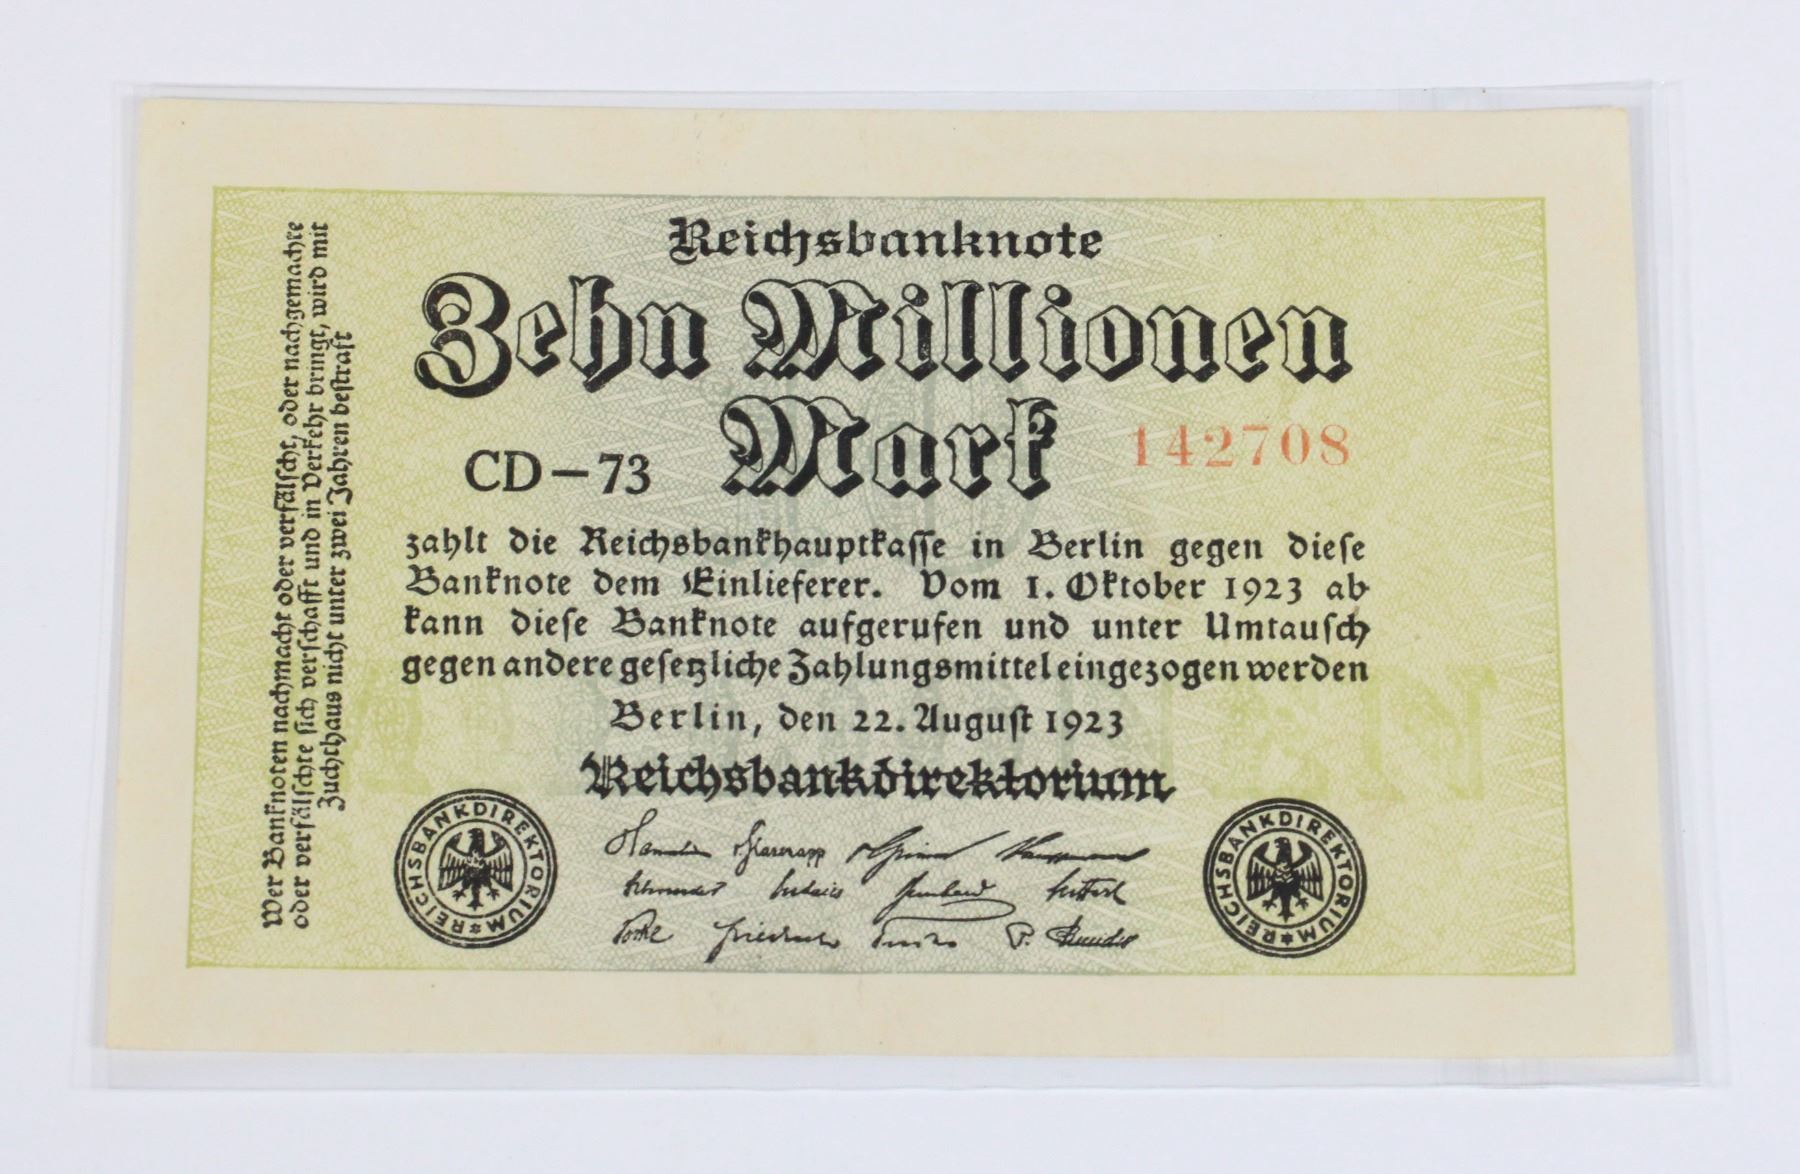 Reichsbanknote
Zehn Millionen
Mark
CD-73
142708
zahlt die Reichsbankhauptkasse in Berlin gegen diese
Banknote dem Einlieferer. Vom 1. Oktober 1923 ab
kann diese Banknote aufgerufen und unter Umtausch
gegen andere gesetzliche Zahlungsmittel eingezogen werden
Berlin, den 22. August 1923
Reichsbankdirektorium
REICHSBANKDIREKTORIUM
REICHSBANKDIREKTORIUM
Wer Banknoten nachmacht oder verfälscht, oder nachgemachte
oder verfälschte sich verschafft und in Verkehr bringt, wird mit
Zuchthaus nicht unter zwei Jahren bestraft